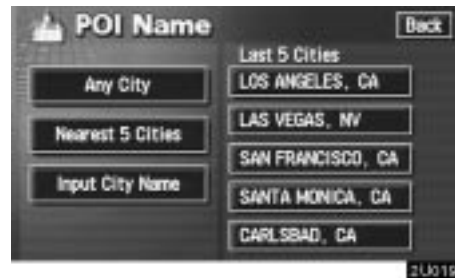 POI Name
Back
Any City
Nearest 5 Cities
Input City Name
Last 5 Cities
LOS ANGELES, CA
LAS VEGAS, NV
SAN FRANCISCO, CA
SANTA MONICA, CA
CARLSBAD, CA
2U019